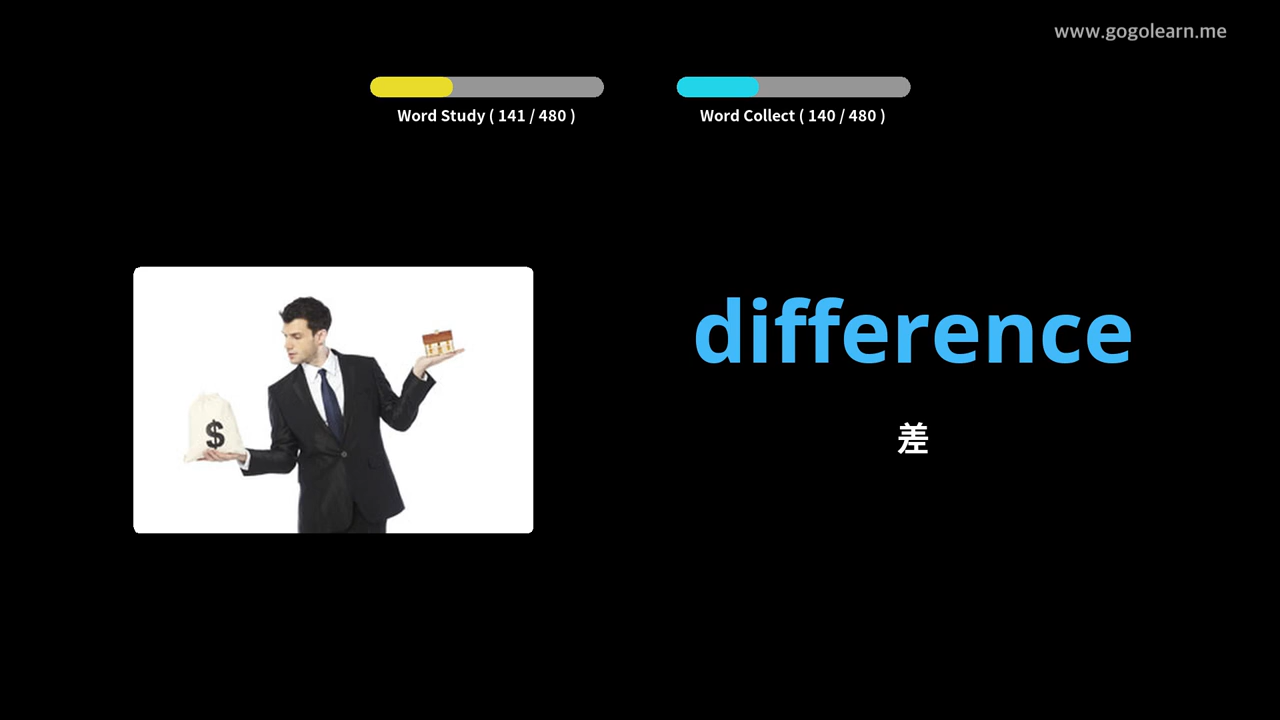 www.gogolearn.me
Word Study ( 141 / 480 )
Word Collect ( 140 / 480 )
$
difference
差